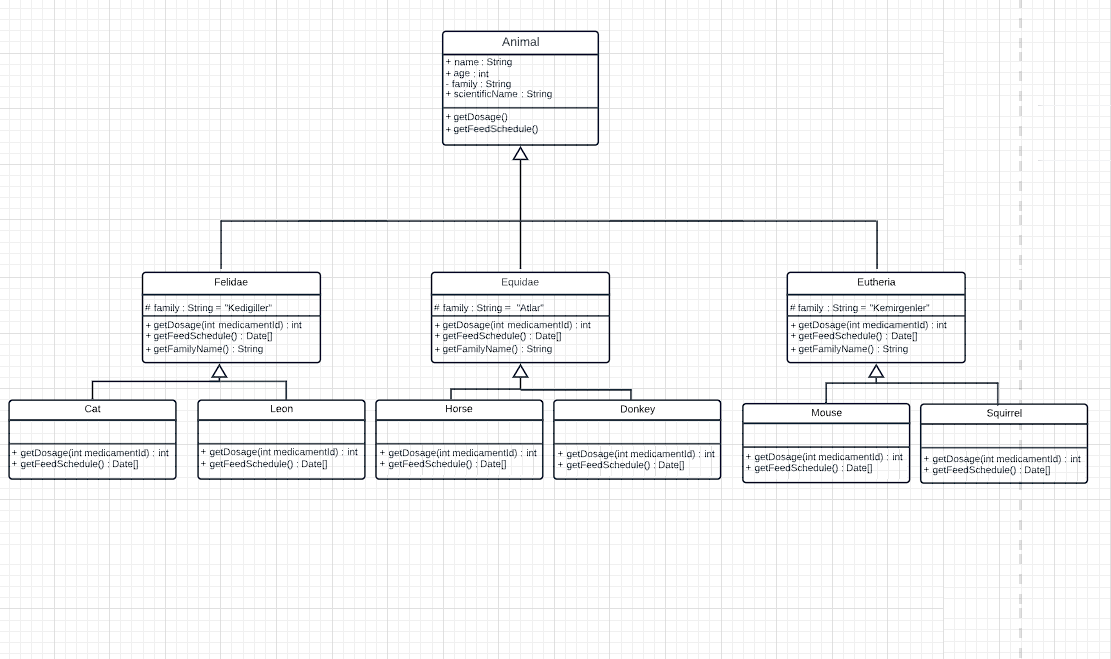 Animal
+ name : String
+ age : int
- family : String
+ scientificName : String
+ getDosage()
+ getFeedSchedule()
Felidae
# family : String = "Kedigiller"
+ getDosage(int medicamentId) : int
+ getFeedSchedule() : Date[]
+ getFamilyName() : String
Equidae
# family : String = "Atlar"
+ getDosage(int medicamentId) : int
+ getFeedSchedule() : Date[]
+ getFamilyName() : String
Eutheria
# family : String = "Kemirgenler"
+ getDosage(int medicamentId) : int
+ getFeedSchedule() : Date[]
+ getFamilyName() : String
Cat
+ getDosage(int medicamentId) : int
+ getFeedSchedule() : Date[]
Leon
+ getDosage(int medicamentId) : int
+ getFeedSchedule() : Date[]
Horse
+ getDosage(int medicamentId) : int
+ getFeedSchedule() : Date[]
Donkey
+ getDosage(int medicamentId) : int
+ getFeedSchedule() : Date[]
Mouse
+ getDosage(int medicamentId) : int
+ getFeedSchedule() : Date[]
Squirrel
+ getDosage(int medicamentId) : int
+ getFeedSchedule() : Date[]